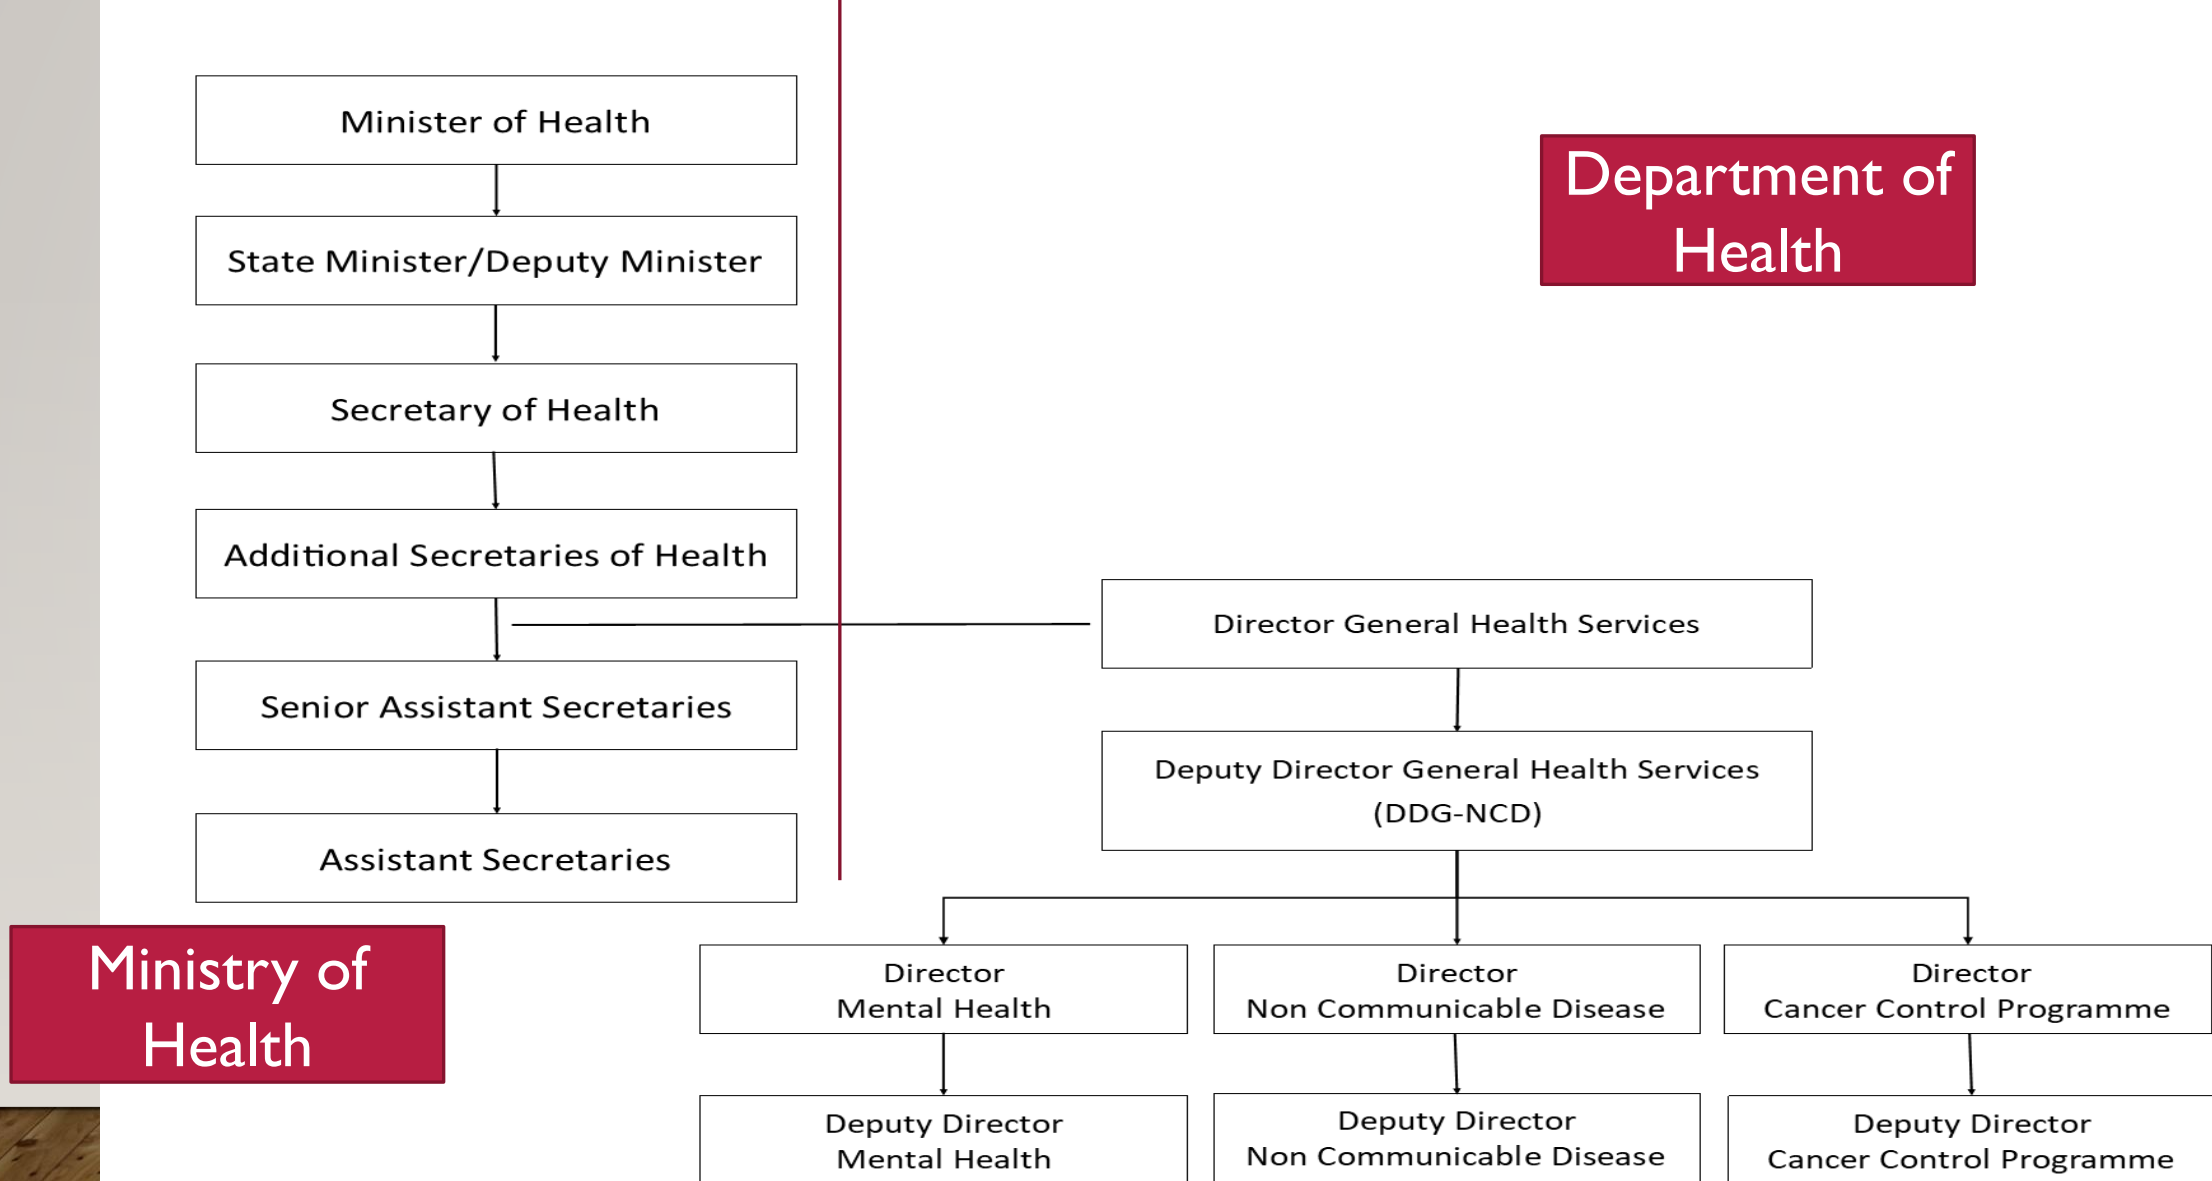 Minister of Health
State Minister/Deputy Minister
Secretary of Health
Additional Secretaries of Health
Senior Assistant Secretaries
Assistant Secretaries
Ministry of
Health
Department of
Health
Director General Health Services
Deputy Director General Health Services
(DDG-NCD)
Director
Mental Health
Director
Non Communicable Disease
Director
Cancer Control Programme
Deputy Director
Mental Health
Deputy Director
Non Communicable Disease
Deputy Director
Cancer Control Programme